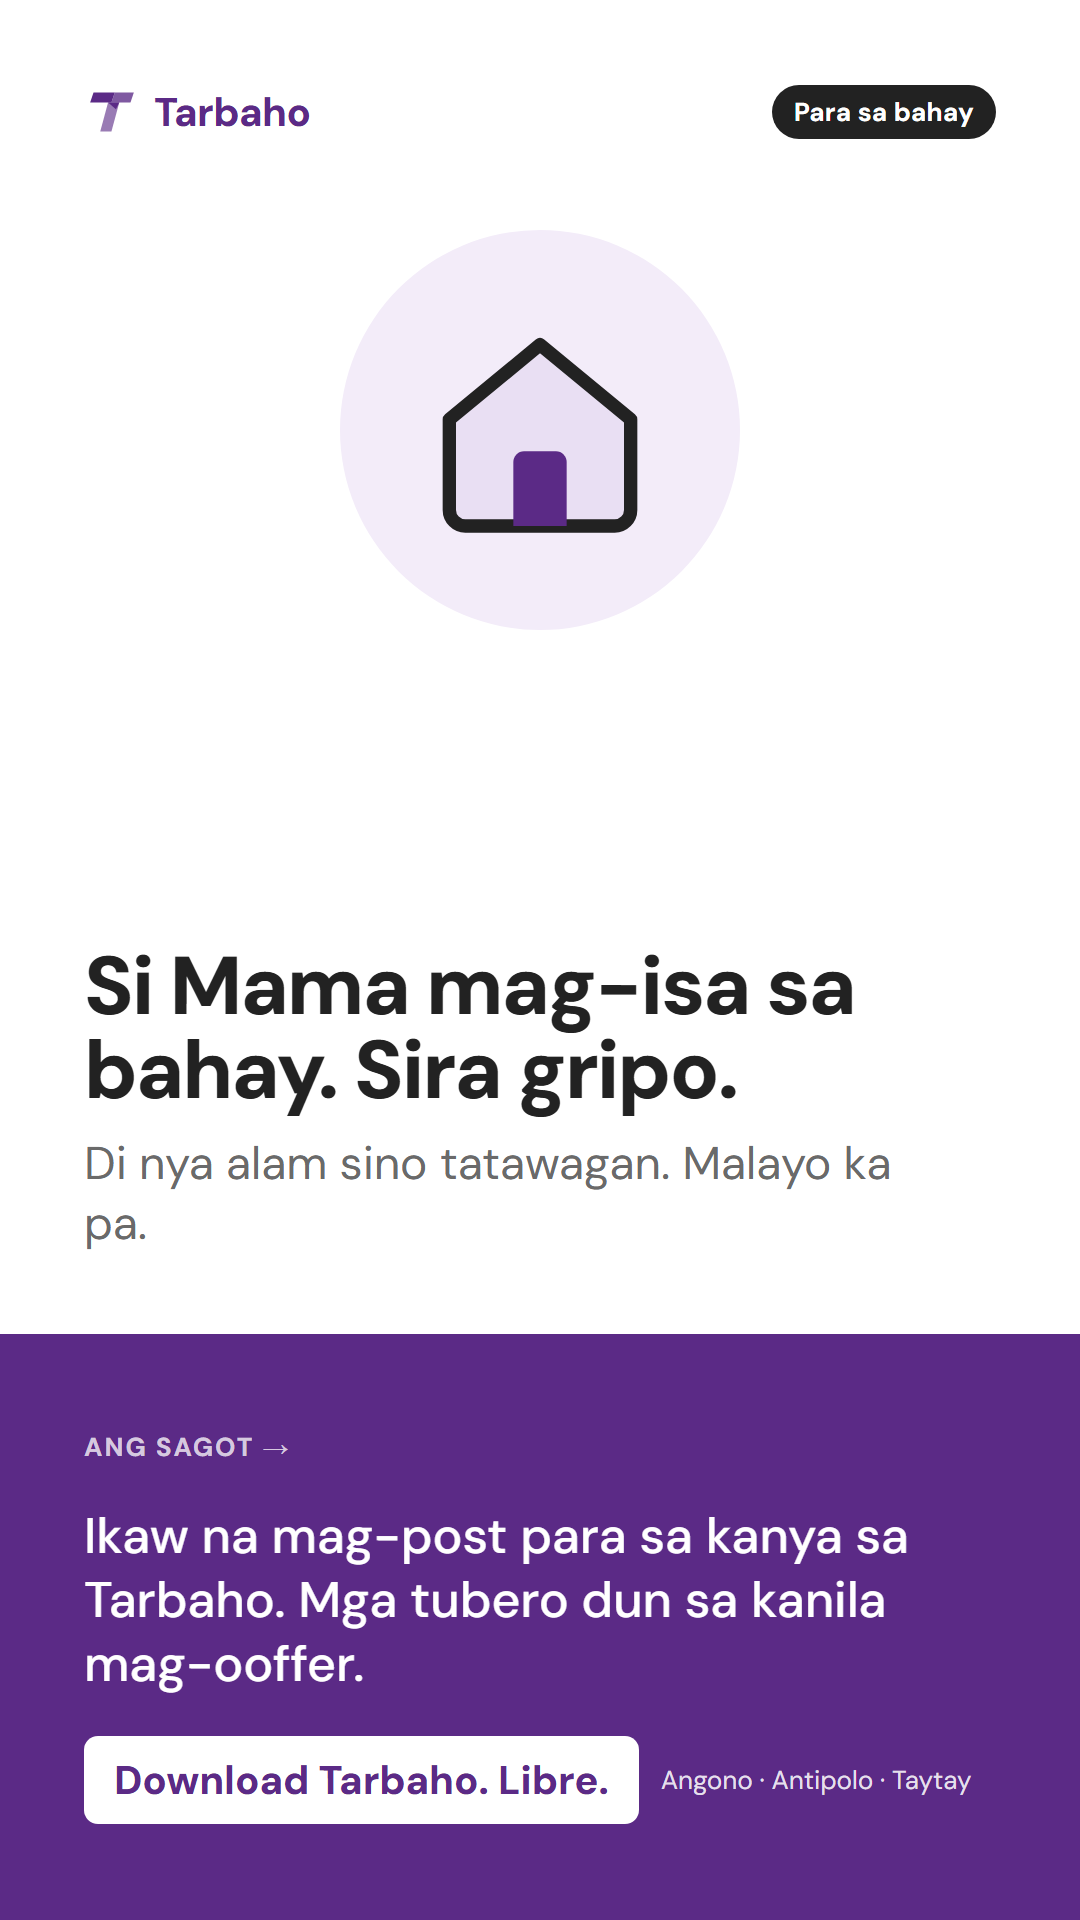 Tarbaho
Para sa bahay
Si Mama mag-isa sa
bahay. Sira gripo.
Di nya alam sino tatawagan. Malayo ka
pa.
ANG SAGOT →
Ikaw na mag-post para sa kanya sa
Tarbaho. Mga tubero dun sa kanila
mag-ooffer.
Download Tarbaho. Libre.
Angono · Antipolo · Taytay